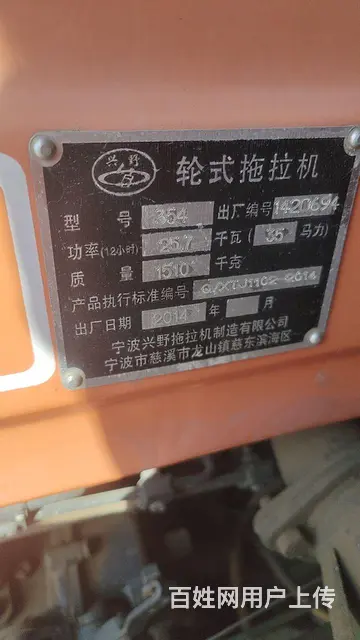 兴野
轮式拖拉机
型号 354 出厂编号 1420694
功率(12小时) 25.7 千瓦(35马力)
质量 1510 千克
产品执行标准编号 Q/XTJ1102-2014
出厂日期 2014 年 月
宁波兴野拖拉机制造有限公司
宁波市慈溪市龙山镇慈东滨海区
百姓网用户上传